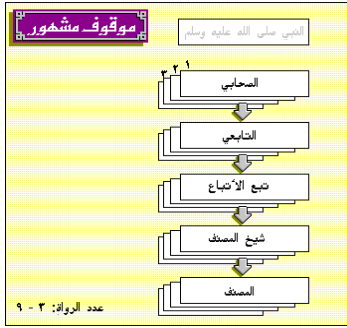 موقوف مشهور
النبي صلى الله عليه وسلم
١ ٢ ٣
الصحابي
التابعي
تبع الأتباع
شيخ المصنف
المصنف
عدد الرواة: ٣ - ٩